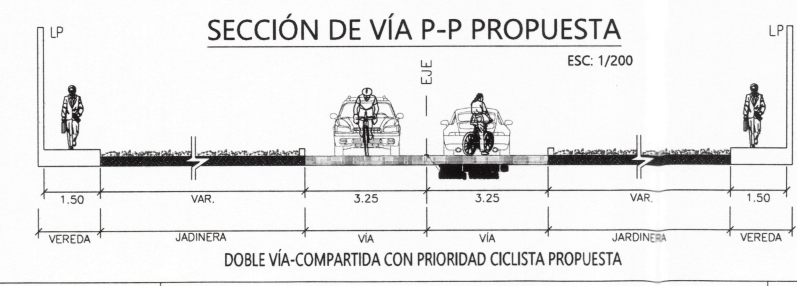 SECCIÓN DE VÍA P-P PROPUESTA
LP LP
ESC: 1/200
EJE
1.50 VAR. 3.25 3.25 VAR. 1.50
VEREDA JADINERA VÍA VÍA JARDINERA VEREDA
DOBLE VÍA-COMPARTIDA CON PRIORIDAD CICLISTA PROPUESTA